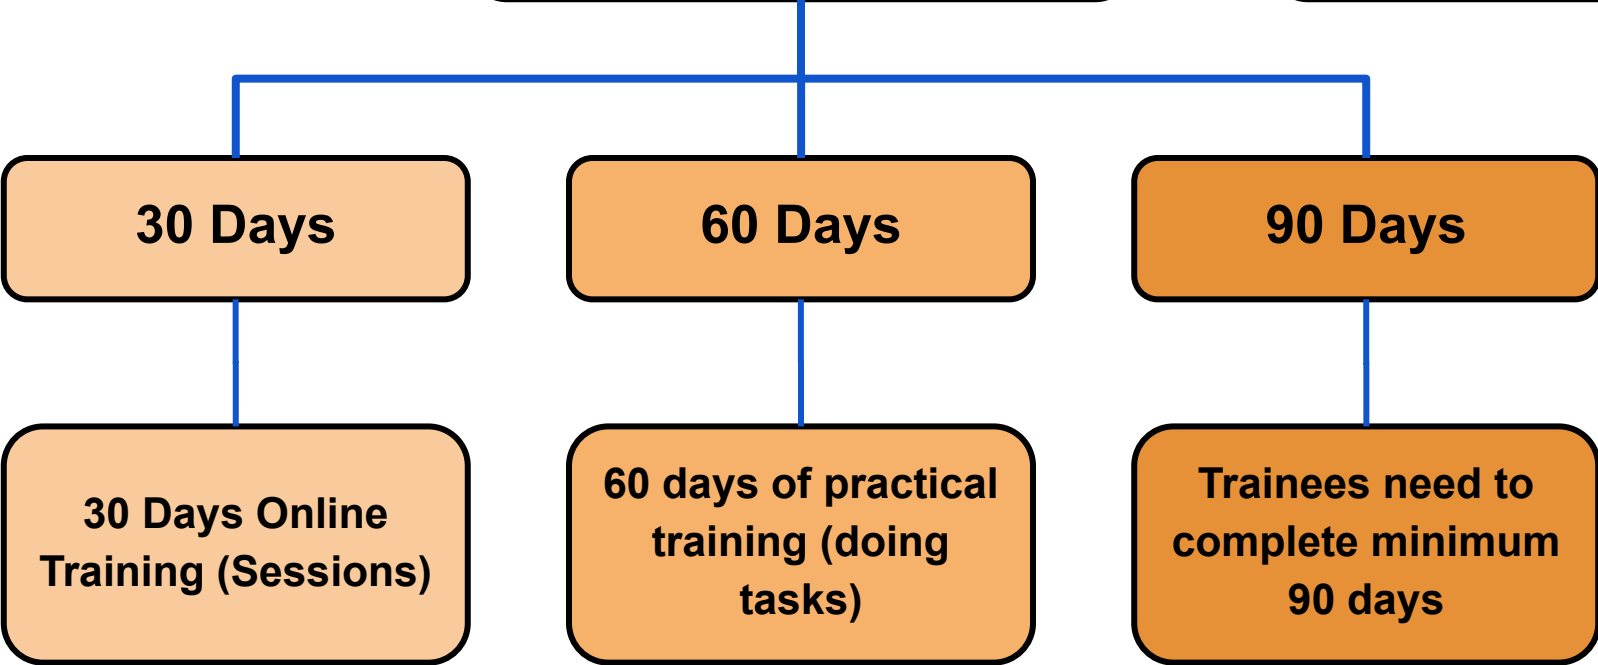 30 Days
60 Days
90 Days
30 Days Online
Training (Sessions)
60 days of practical
training (doing
tasks)
Trainees need to
complete minimum
90 days